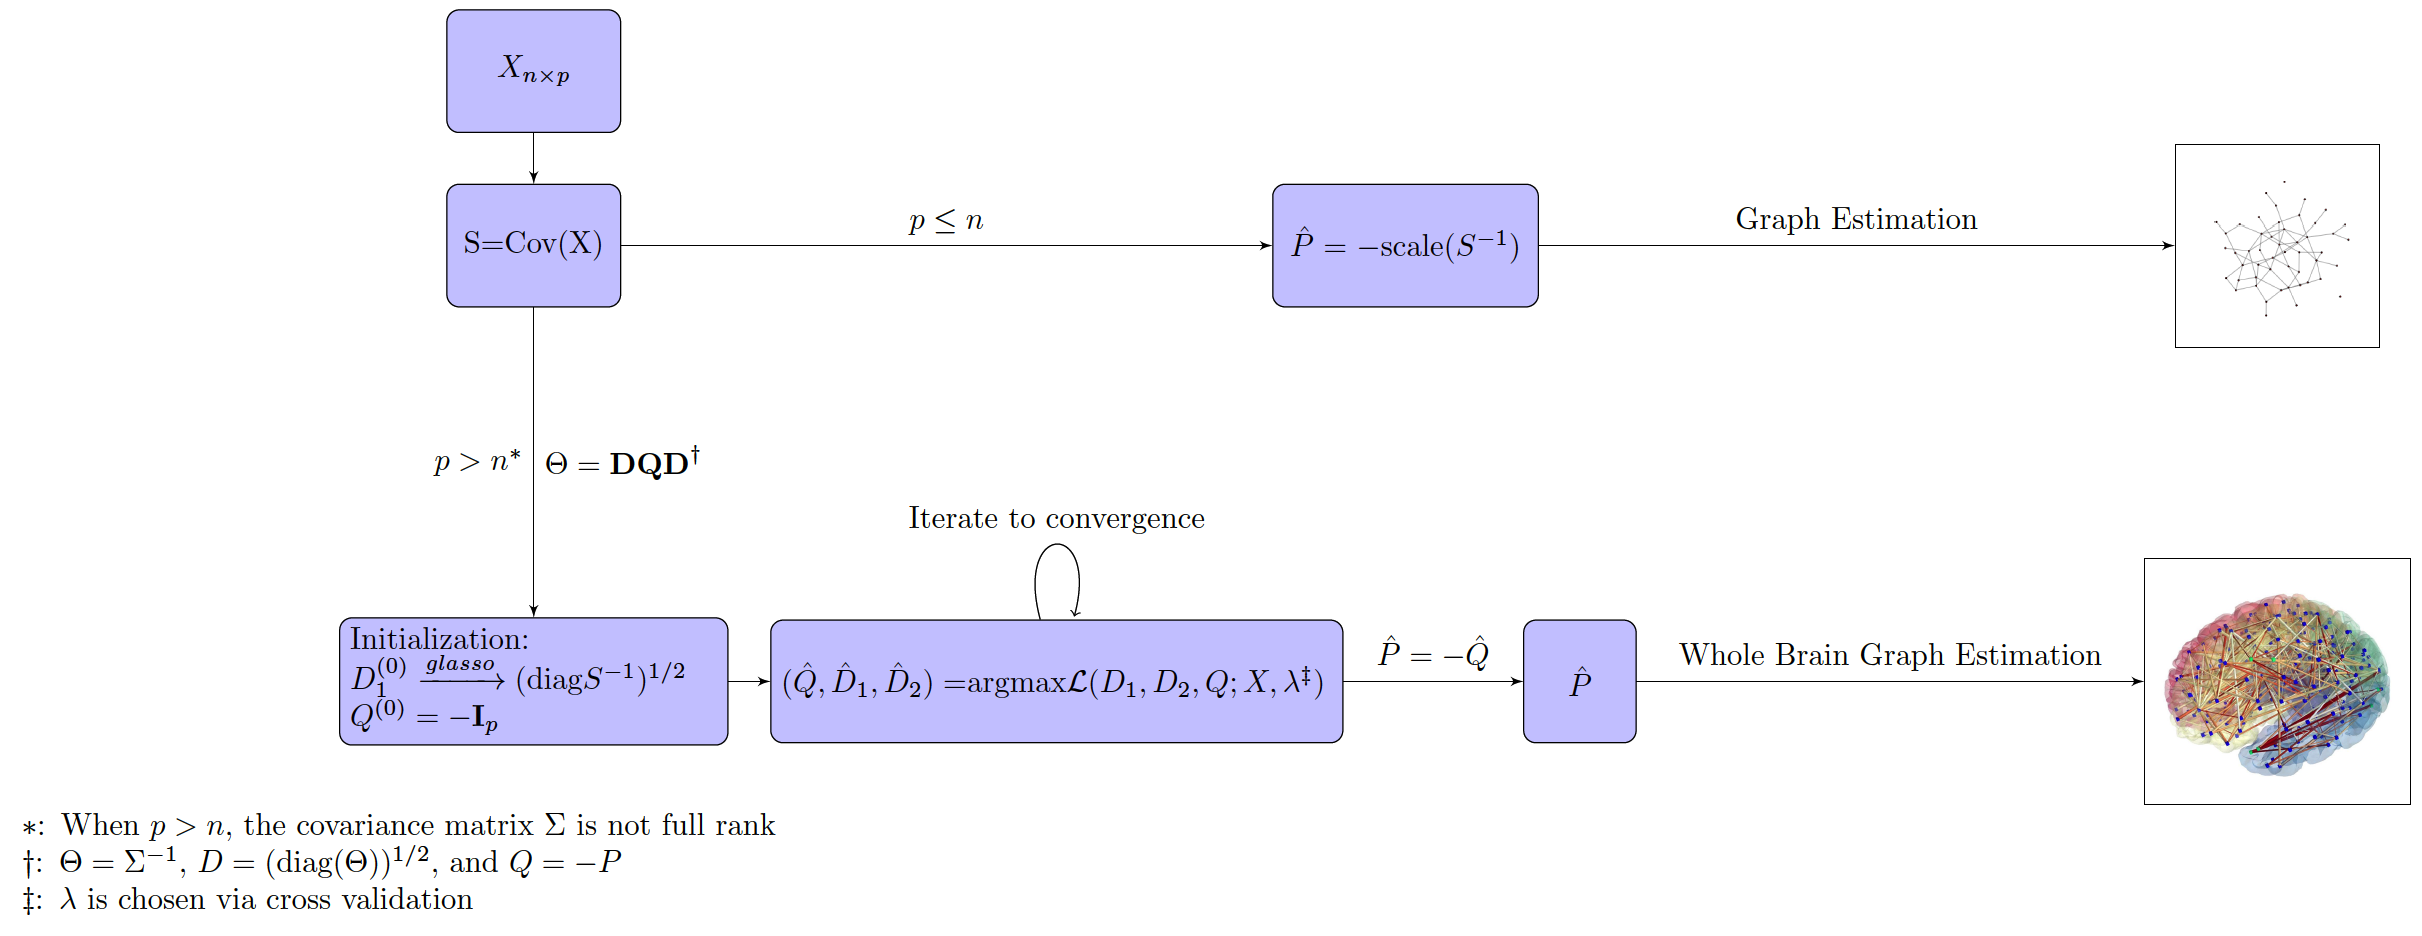 $X_{n \times p}$
S=Cov(X)
$p \leq n$
$\hat{P} = -\text{scale}(S^{-1})$
Graph Estimation
$p > n^{*}$
$\Theta = \mathbf{DQD}^{\dagger}$
Iterate to convergence
Initialization:
$D_1^{(0)} \xrightarrow{glasso} (\text{diag}S^{-1})^{1/2}$
$Q^{(0)} = -\mathbf{I}_p$
$(\hat{Q}, \hat{D}_1, \hat{D}_2) = \text{argmax}\mathcal{L}(D_1, D_2, Q; X, \lambda^{\ddagger})$
$\hat{P} = -\hat{Q}$
$\hat{P}$
Whole Brain Graph Estimation
∗: When $p > n$, the covariance matrix $\Sigma$ is not full rank
†: $\Theta = \Sigma^{-1}$, $D = (\text{diag}(\Theta))^{1/2}$, and $Q = -P$
‡: $\lambda$ is chosen via cross validation